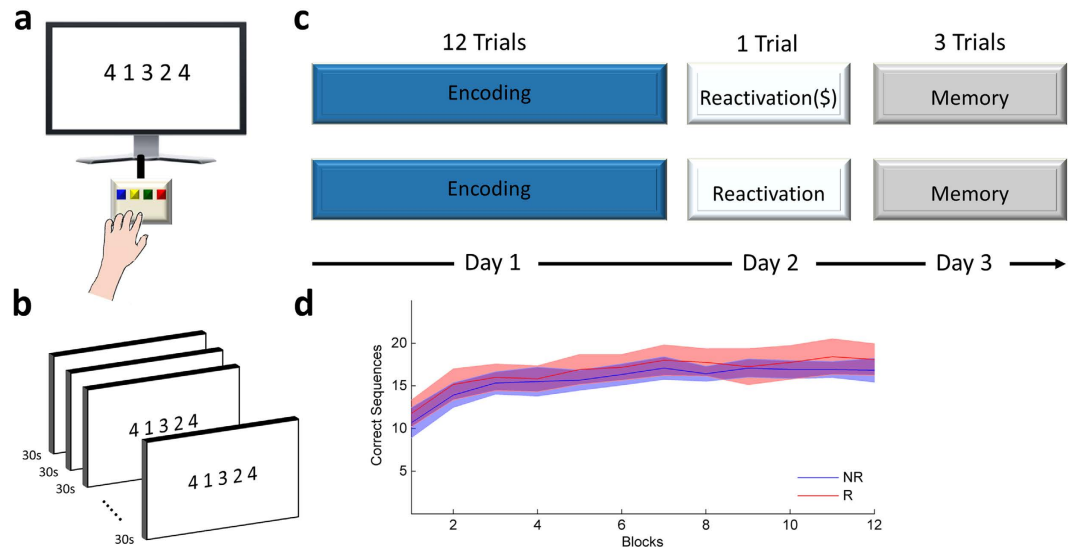 a
4 1 3 2 4
b
4 1 3 2 4
4 1 3 2 4
30s
30s
30s
30s
c
12 Trials
1 Trial
3 Trials
Encoding
Reactivation($)
Memory
Encoding
Reactivation
Memory
Day 1
Day 2
Day 3
d
Correct Sequences
20
15
10
5
NR
R
2
4
6
8
10
12
Blocks